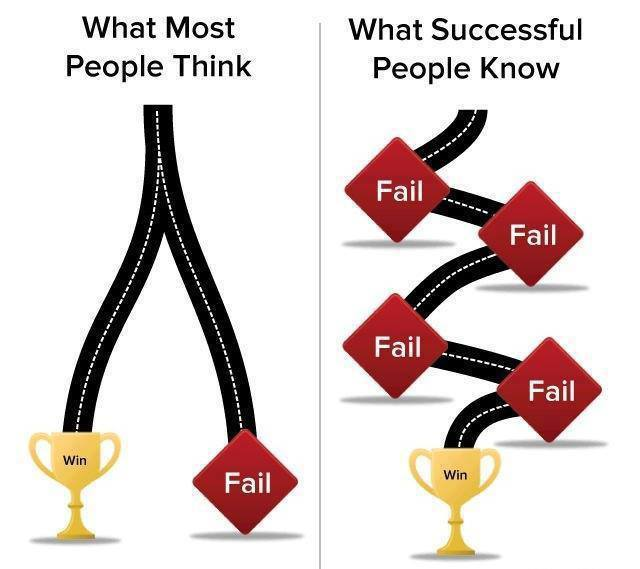 What Most
People Think
Win
Fail
What Successful
People Know
Fail
Fail
Fail
Fail
Win